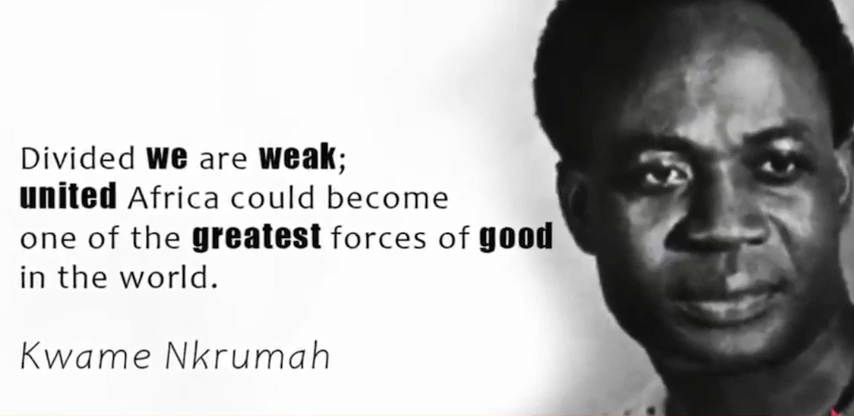 Divided we are weak;
united Africa could become
one of the greatest forces of good
in the world.
Kwame Nkrumah